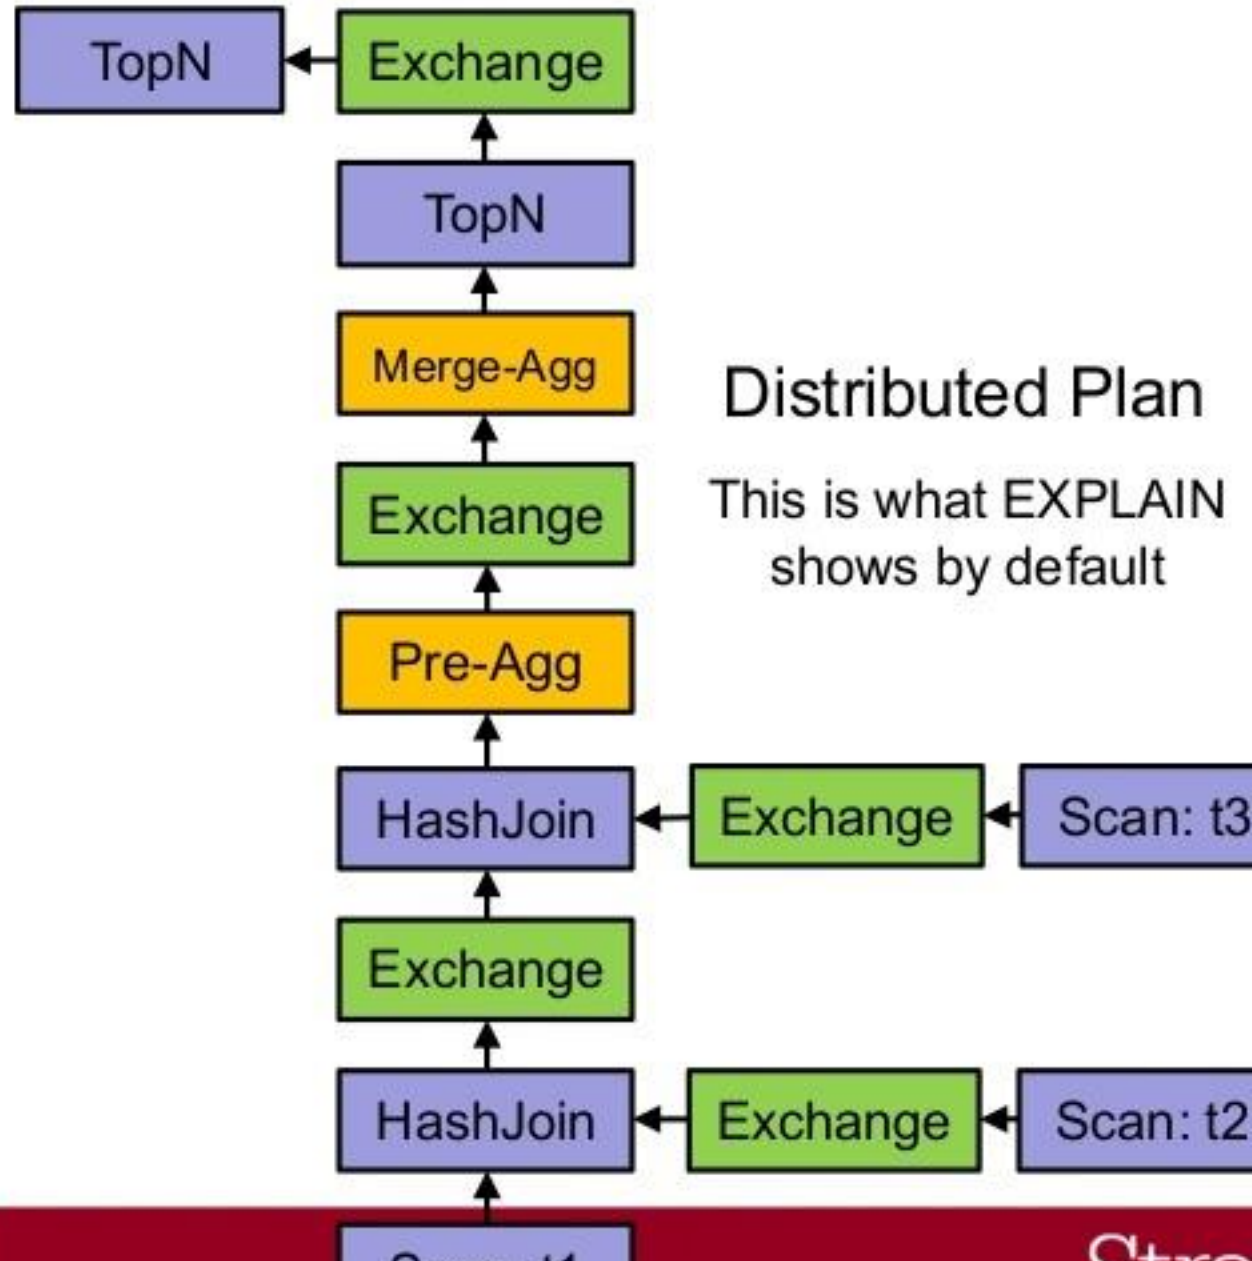 TopN
Exchange
TopN
Merge-Agg
Distributed Plan
Exchange
This is what EXPLAIN
shows by default
Pre-Agg
HashJoin
Exchange
Scan: t3
Exchange
HashJoin
Exchange
Scan: t2